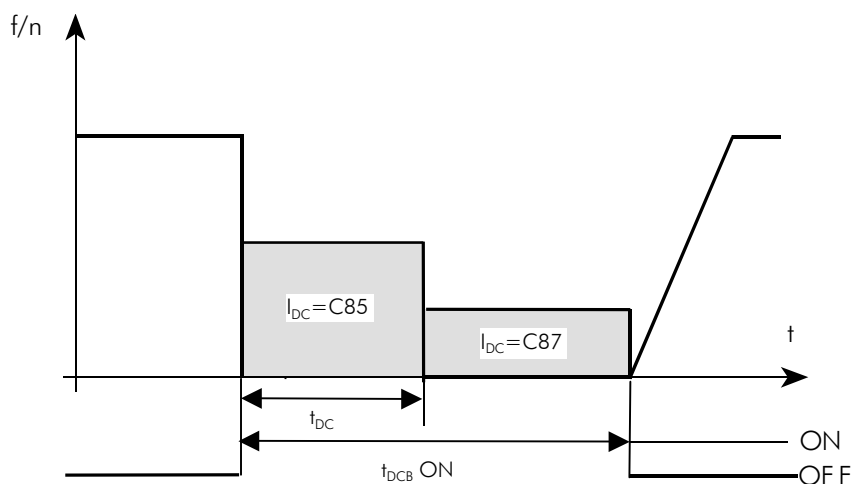 f/n
I_DC=C85
I_DC=C87
t
t_DC
ON
t_DCB ON
OFF